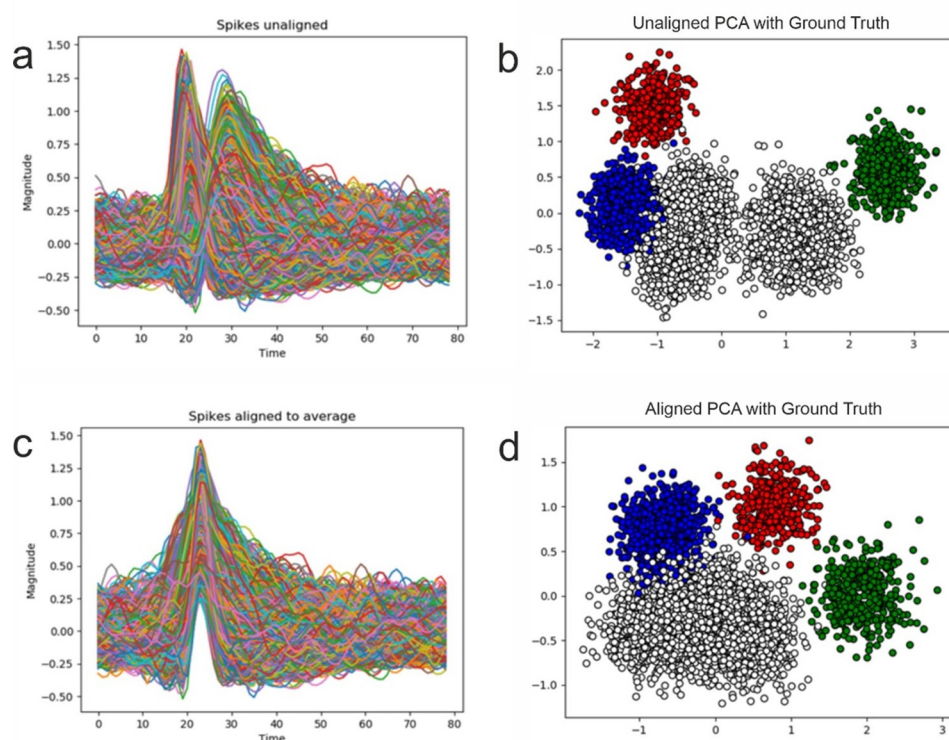 a
Spikes unaligned
1.50
1.25
1.00
0.75
0.50
0.25
0.00
−0.25
−0.50
Magnitude
0 10 20 30 40 50 60 70 80
Time
b
Unaligned PCA with Ground Truth
2.0
1.5
1.0
0.5
0.0
−0.5
−1.0
−1.5
−2 −1 0 1 2 3
c
Spikes aligned to average
1.50
1.25
1.00
0.75
0.50
0.25
0.00
−0.25
−0.50
Magnitude
0 10 20 30 40 50 60 70 80
Time
d
Aligned PCA with Ground Truth
1.5
1.0
0.5
0.0
−0.5
−1.0
−1 0 1 2 3